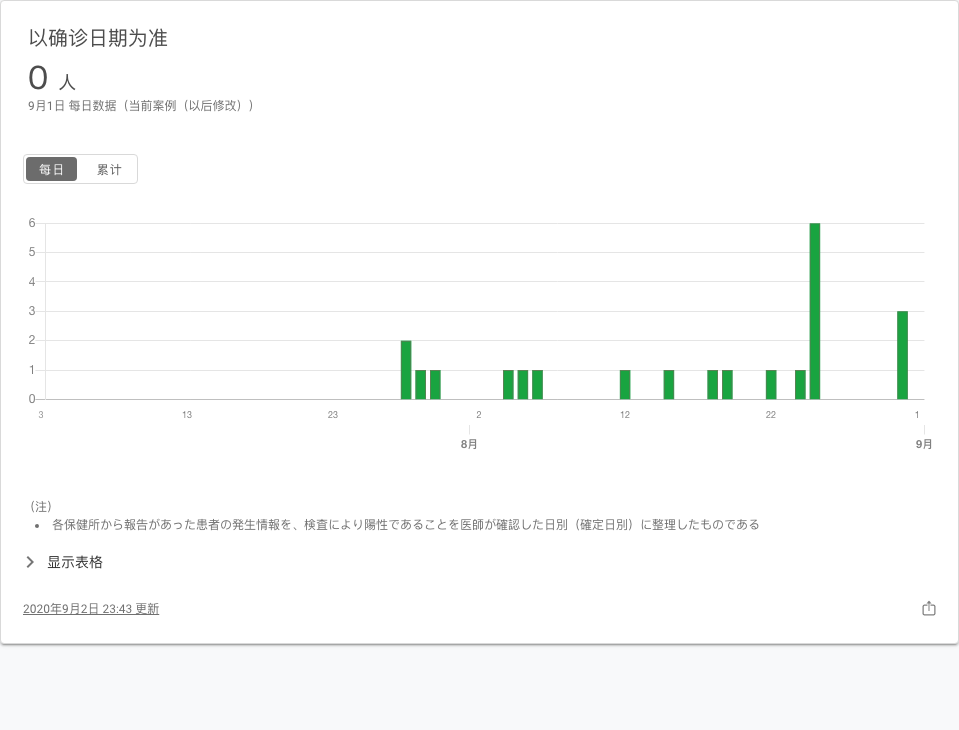 以确诊日期为准
0 人
9月1日 每日数据（当前案例（以后修改））
每日 累计
6
5
4
3
2
1
0
3 13 23 2 12 22 1
8月 9月
（注）
• 各保健所から報告があった患者の発生情報を、検査により陽性であることを医師が確認した日別（確定日別）に整理したものである
显示表格
2020年9月2日 23:43 更新